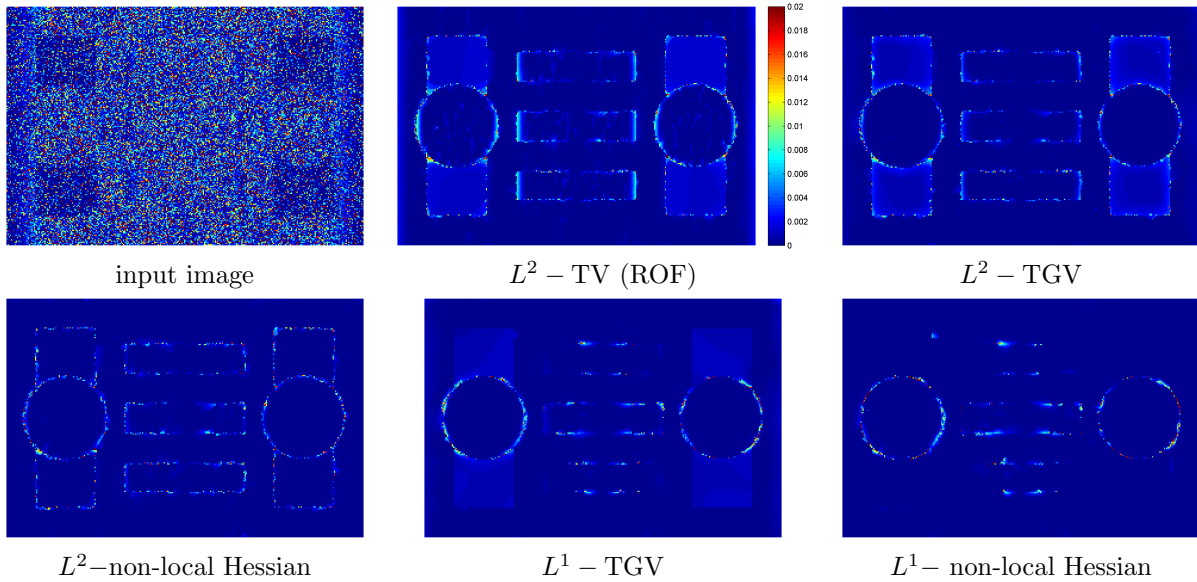 0.02
0.018
0.016
0.014
0.012
0.01
0.008
0.006
0.004
0.002
0
input image
L² − TV (ROF)
L² − TGV
L²−non-local Hessian
L¹ − TGV
L¹− non-local Hessian